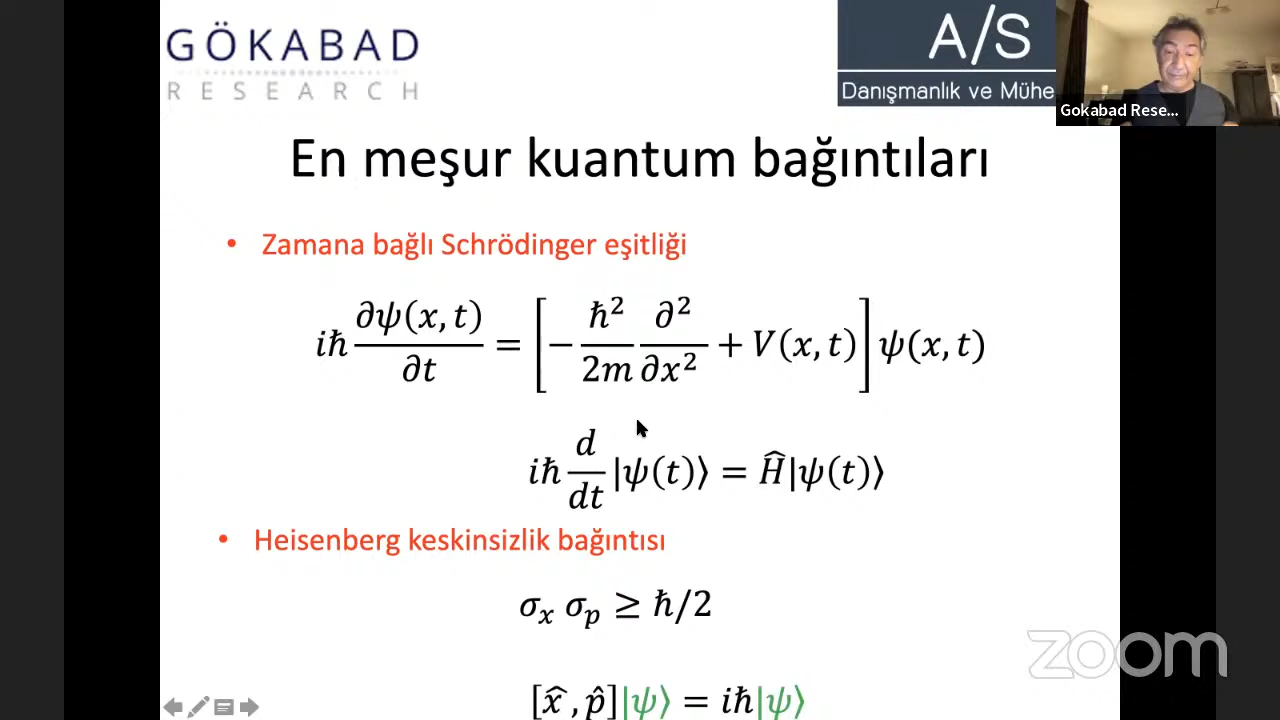 GÖKABAD
RESEARCH
A/S
Danışmanlık ve Mühe
Gokabad Rese...
En meşur kuantum bağıntıları
• Zamana bağlı Schrödinger eşitliği
iħ ∂ψ(x, t)/∂t = [−ħ²/2m ∂²/∂x² + V(x, t)] ψ(x, t)
iħ d/dt |ψ(t)⟩ = Ĥ|ψ(t)⟩
• Heisenberg keskinsizlik bağıntısı
σₓ σₚ ≥ ħ/2
[x̂, p̂]|ψ⟩ = iħ|ψ⟩
zoom